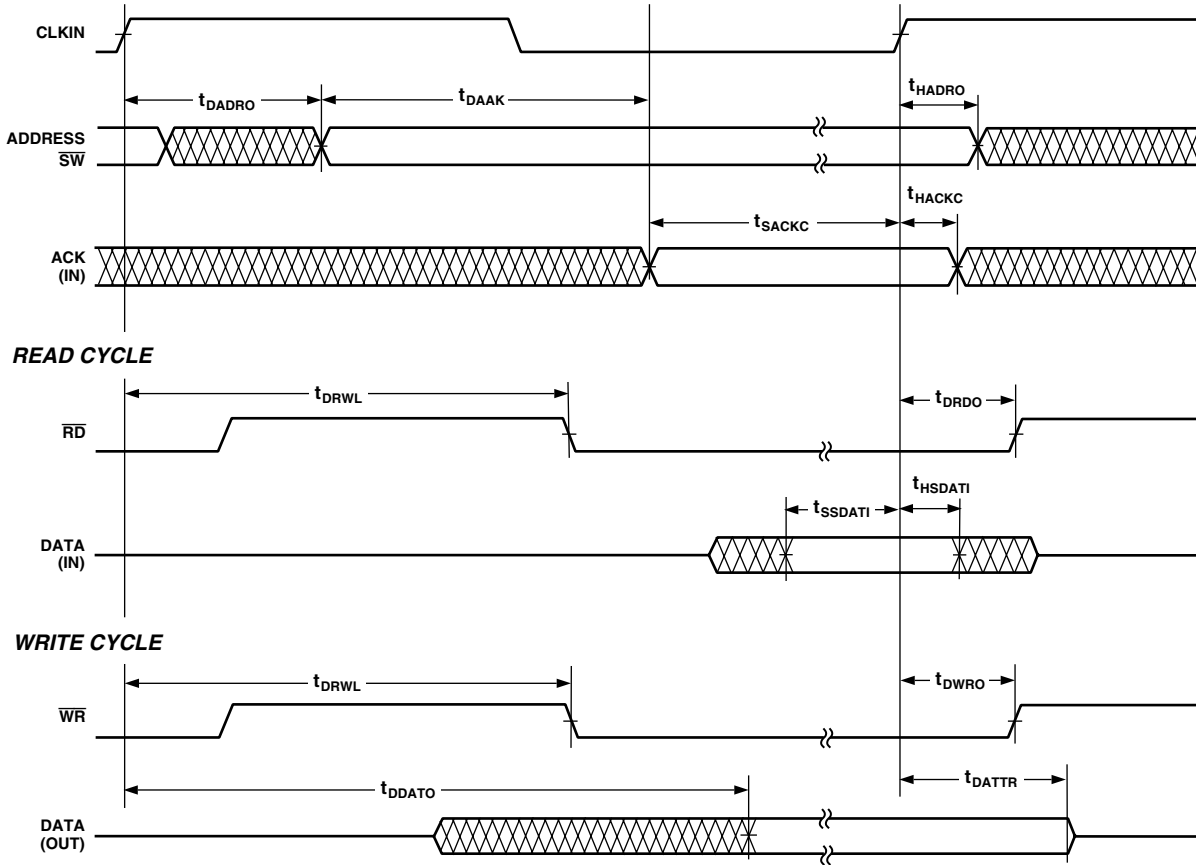 CLKIN
tDADRO
tDAAK
tHADRO
ADDRESS
SW
tHACKC
tSACKC
ACK
(IN)
READ CYCLE
tDRWL
tDRDO
RD
tHSDATI
tSSDATI
DATA
(IN)
WRITE CYCLE
tDRWL
tDWRO
WR
tDATTR
tDDATO
DATA
(OUT)